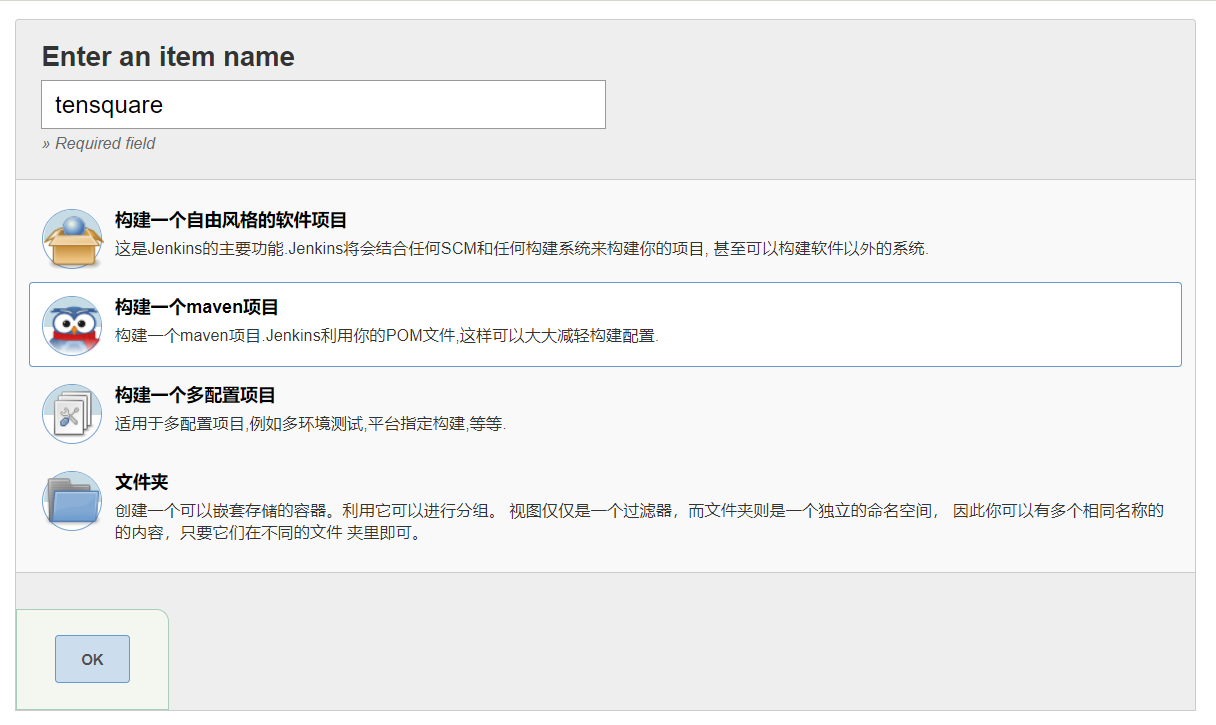 Enter an item name
tensquare
» Required field
构建一个自由风格的软件项目
这是Jenkins的主要功能.Jenkins将会结合任何SCM和任何构建系统来构建你的项目, 甚至可以构建软件以外的系统.
构建一个maven项目
构建一个maven项目.Jenkins利用你的POM文件,这样可以大大减轻构建配置.
构建一个多配置项目
适用于多配置项目,例如多环境测试,平台指定构建,等等.
文件夹
创建一个可以嵌套存储的容器。利用它可以进行分组。 视图仅仅是一个过滤器，而文件夹则是一个独立的命名空间， 因此你可以有多个相同名称的
的内容，只要它们在不同的文件 夹里即可。
OK